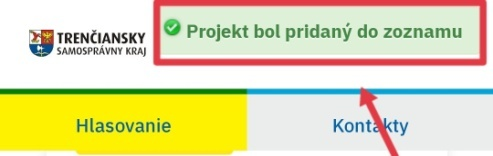 Projekt bol pridaný do zoznamu
TRENČIANSKY
SAMOSPRÁVNY KRAJ
Hlasovanie
Kontakty